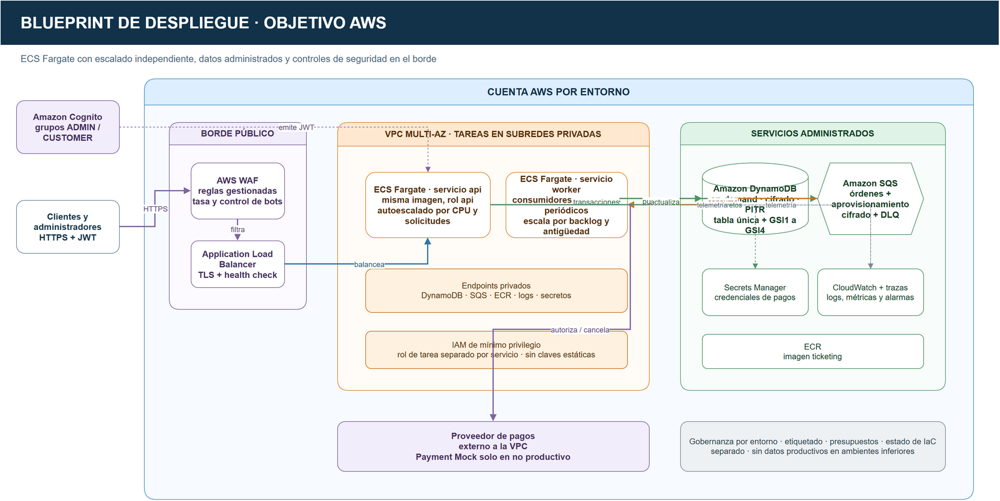 BLUEPRINT DE DESPLIEGUE · OBJETIVO AWS
ECS Fargate con escalado independiente, datos administrados y controles de seguridad en el borde
CUENTA AWS POR ENTORNO
Amazon Cognito
grupos ADMIN /
CUSTOMER
emite JWT
Clientes y
administradores
HTTPS + JWT
HTTPS
BORDE PÚBLICO
AWS WAF
reglas gestionadas
tasa y control de bots
filtra
Application Load
Balancer
TLS + health check
balancea
VPC MULTI-AZ · TAREAS EN SUBREDES PRIVADAS
ECS Fargate · servicio api
misma imagen, rol api
autoescalado por CPU y
solicitudes
ECS Fargate · servicio
worker
consumidores
periódicos
escala por backlog y
antigüedad
transacciones
actualiza
Endpoints privados
DynamoDB · SQS · ECR · logs · secretos
autoriza / cancela
IAM de mínimo privilegio
rol de tarea separado por servicio · sin claves estáticas
SERVICIOS ADMINISTRADOS
Amazon DynamoDB
on-demand · cifrado ·
PITR
tabla única + GSI1 a
GSI4
telemetría
telemetría
Amazon SQS
órdenes +
aprovisionamiento
cifrado + DLQ
Secrets Manager
credenciales de pagos
CloudWatch + trazas
logs, métricas y alarmas
ECR
imagen ticketing
Proveedor de pagos
externo a la VPC
Payment Mock solo en no productivo
Gobernanza por entorno · etiquetado · presupuestos · estado de IaC
separado · sin datos productivos en ambientes inferiores